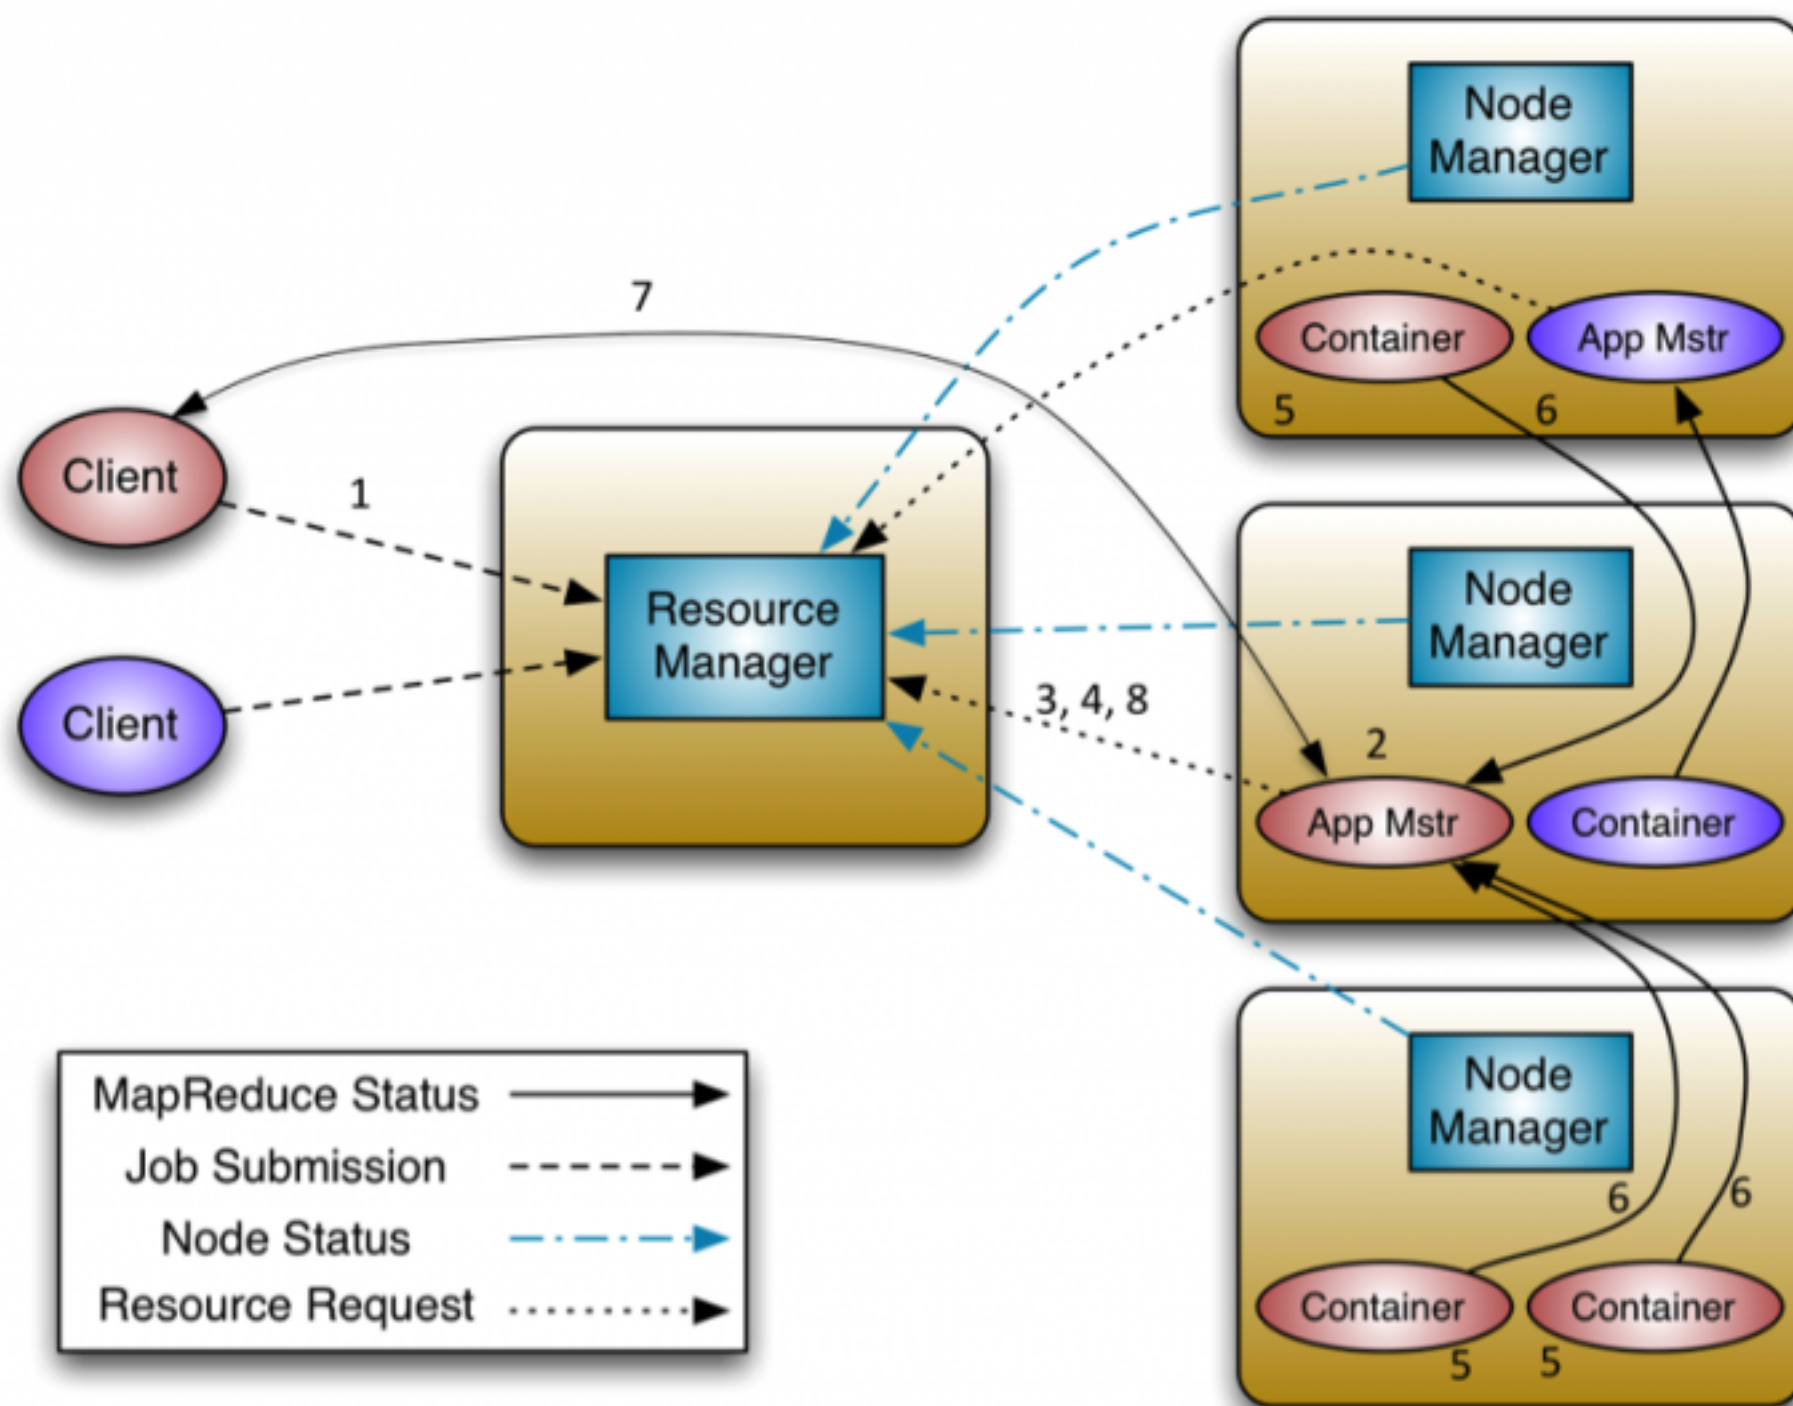 Node
Manager
7
Container
App Mstr
5
6
Client
1
Resource
Manager
Node
Manager
3, 4, 8
2
Client
App Mstr
Container
Node
Manager
MapReduce Status
Job Submission
6
6
Node Status
Resource Request
Container
Container
5
5